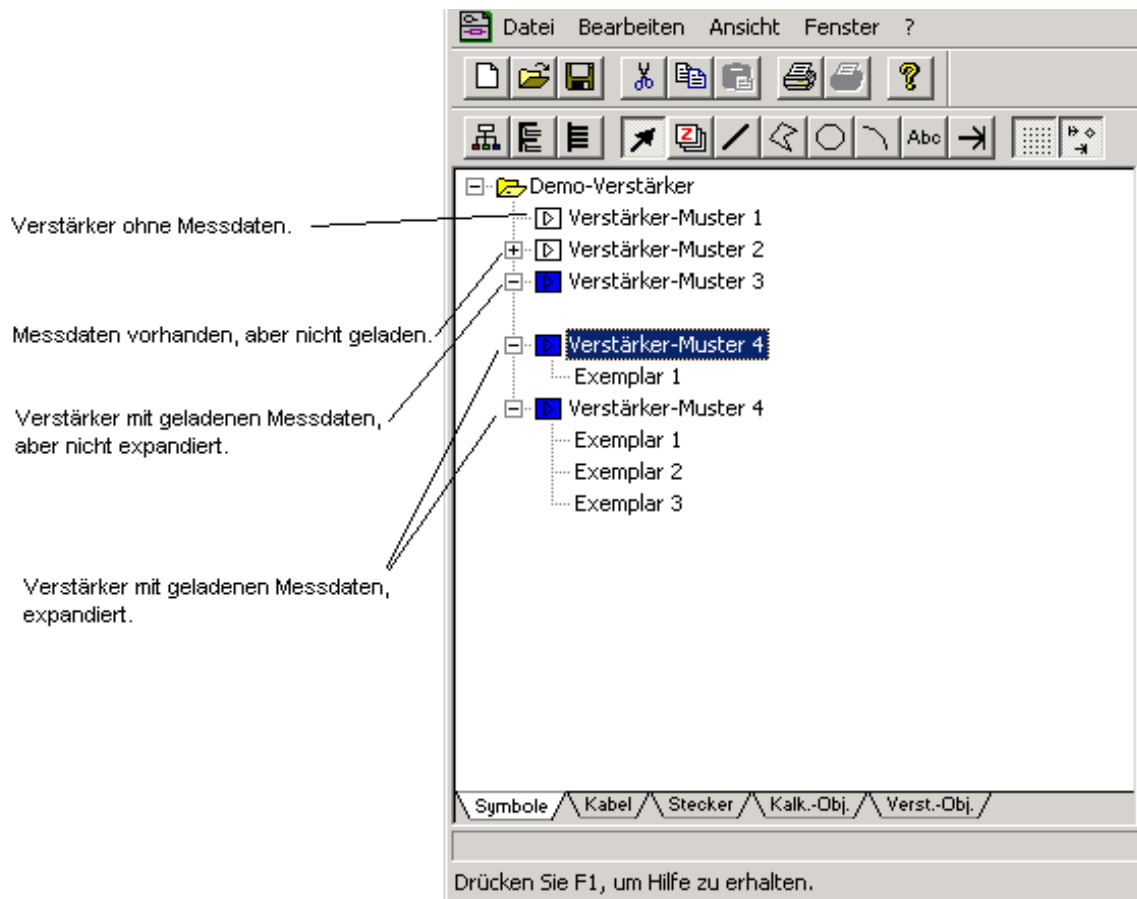 Datei Bearbeiten Ansicht Fenster ?
Abc
Demo-Verstärker
Verstärker ohne Messdaten.
Verstärker-Muster 1
Verstärker-Muster 2
Verstärker-Muster 3
Messdaten vorhanden, aber nicht geladen.
Verstärker-Muster 4
Exemplar 1
Verstärker mit geladenen Messdaten,
aber nicht expandiert.
Verstärker-Muster 4
Exemplar 1
Exemplar 2
Exemplar 3
Verstärker mit geladenen Messdaten,
expandiert.
Symbole Kabel Stecker Kalk.-Obj. Verst.-Obj.
Drücken Sie F1, um Hilfe zu erhalten.